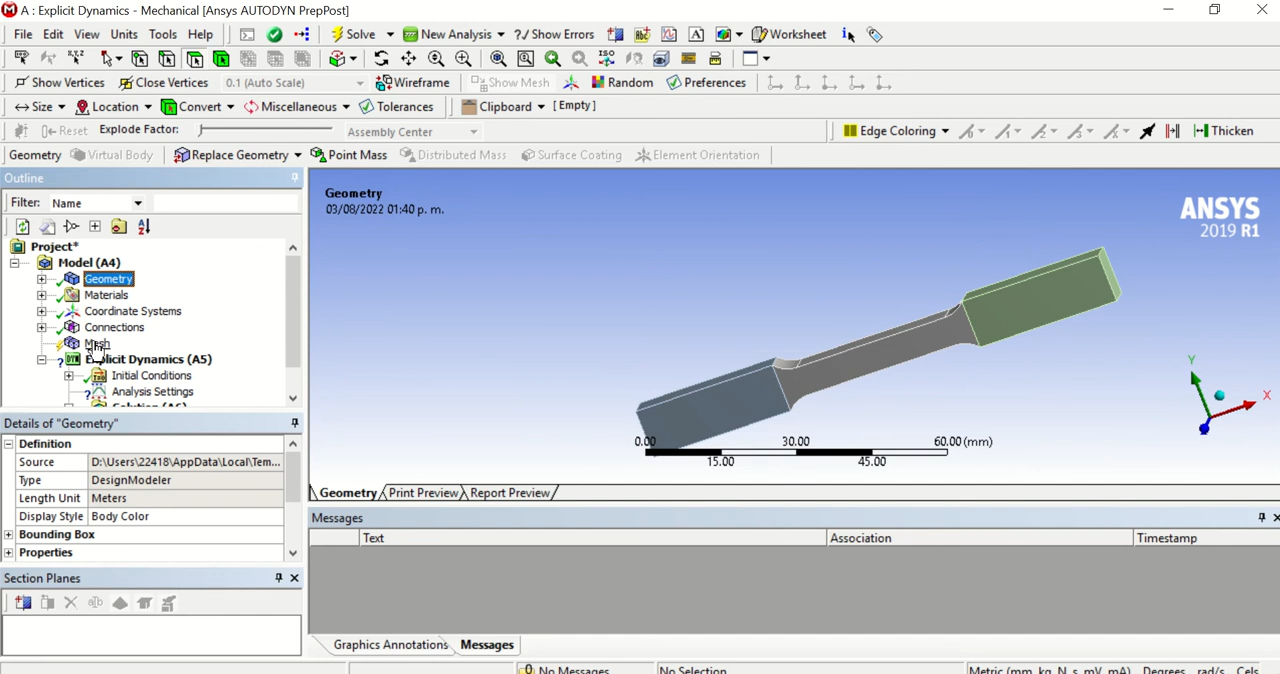 A : Explicit Dynamics - Mechanical [Ansys AUTODYN PrepPost]
File Edit View Units Tools Help Solve New Analysis ?/ Show Errors Worksheet
Show Vertices Close Vertices 0.1 (Auto Scale) Wireframe Show Mesh Random Preferences
Size Location Convert Miscellaneous Tolerances Clipboard [ Empty ]
Reset Explode Factor: Assembly Center Edge Coloring Thicken
Geometry Virtual Body Replace Geometry Point Mass Distributed Mass Surface Coating Element Orientation
Outline
Filter: Name
Project*
Model (A4)
Geometry
Materials
Coordinate Systems
Connections
Mesh
Explicit Dynamics (A5)
Initial Conditions
Analysis Settings
Details of "Geometry"
Definition
Source D:\Users\22418\AppData\Local\Tem...
Type DesignModeler
Length Unit Meters
Display Style Body Color
Bounding Box
Properties
Section Planes
Geometry
03/08/2022 01:40 p. m.
ANSYS
2019 R1
0.00 30.00 60.00 (mm)
15.00 45.00
Y
X
Geometry Print Preview Report Preview
Messages
Text Association Timestamp
Graphics Annotations Messages
0 No Messages No Selection Metric (mm, kg, N, s, mV, mA) Degrees rad/s Cels